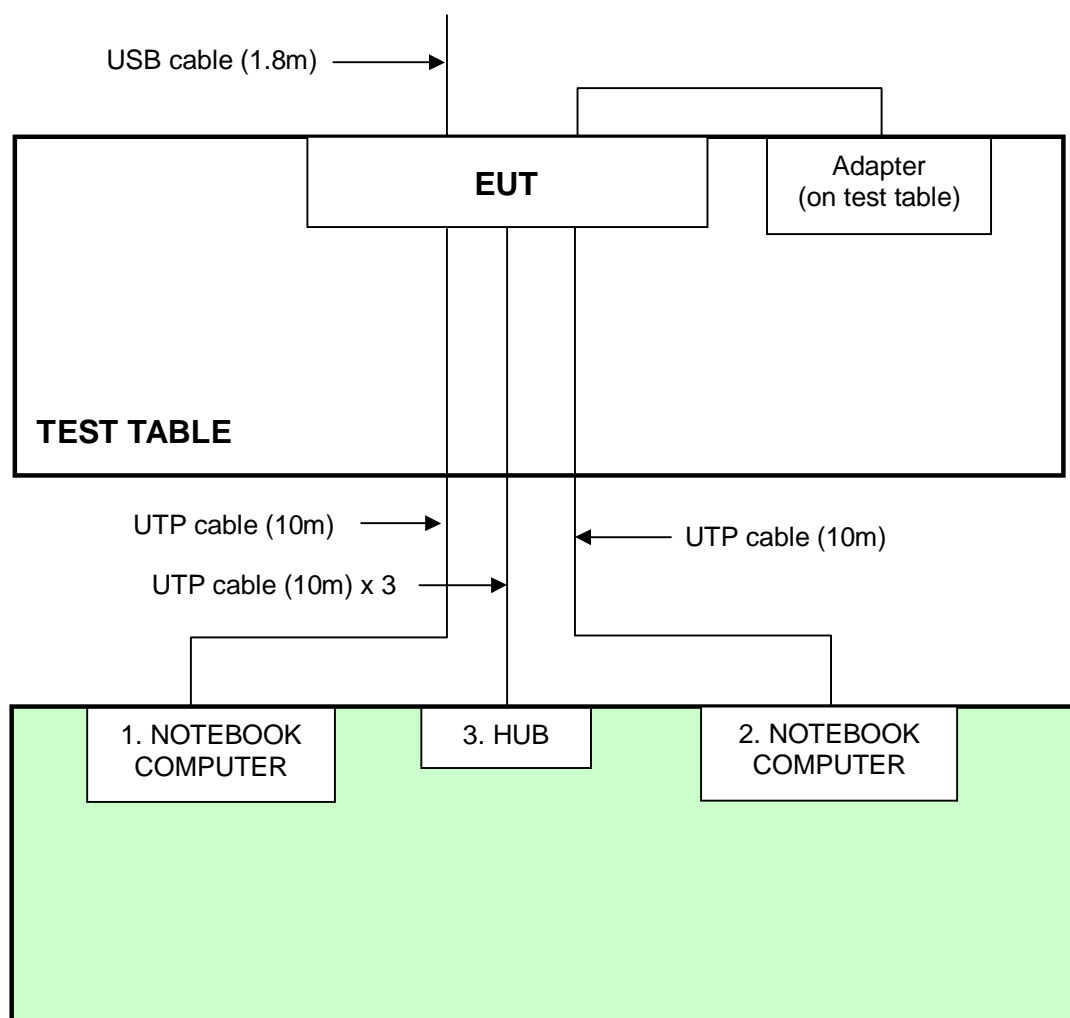 USB cable (1.8m)
EUT
Adapter
(on test table)
TEST TABLE
UTP cable (10m)
UTP cable (10m)
UTP cable (10m) x 3
1. NOTEBOOK
COMPUTER
3. HUB
2. NOTEBOOK
COMPUTER